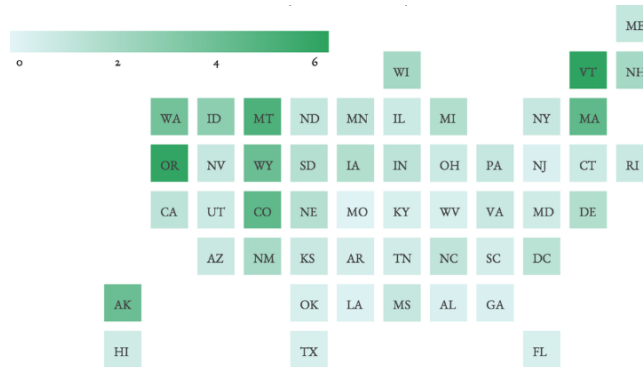 0 2 4 6
ME
WI VT NH
WA ID MT ND MN IL MI NY MA
OR NV WY SD IA IN OH PA NJ CT RI
CA UT CO NE MO KY WV VA MD DE
AZ NM KS AR TN NC SC DC
AK OK LA MS AL GA
HI TX FL